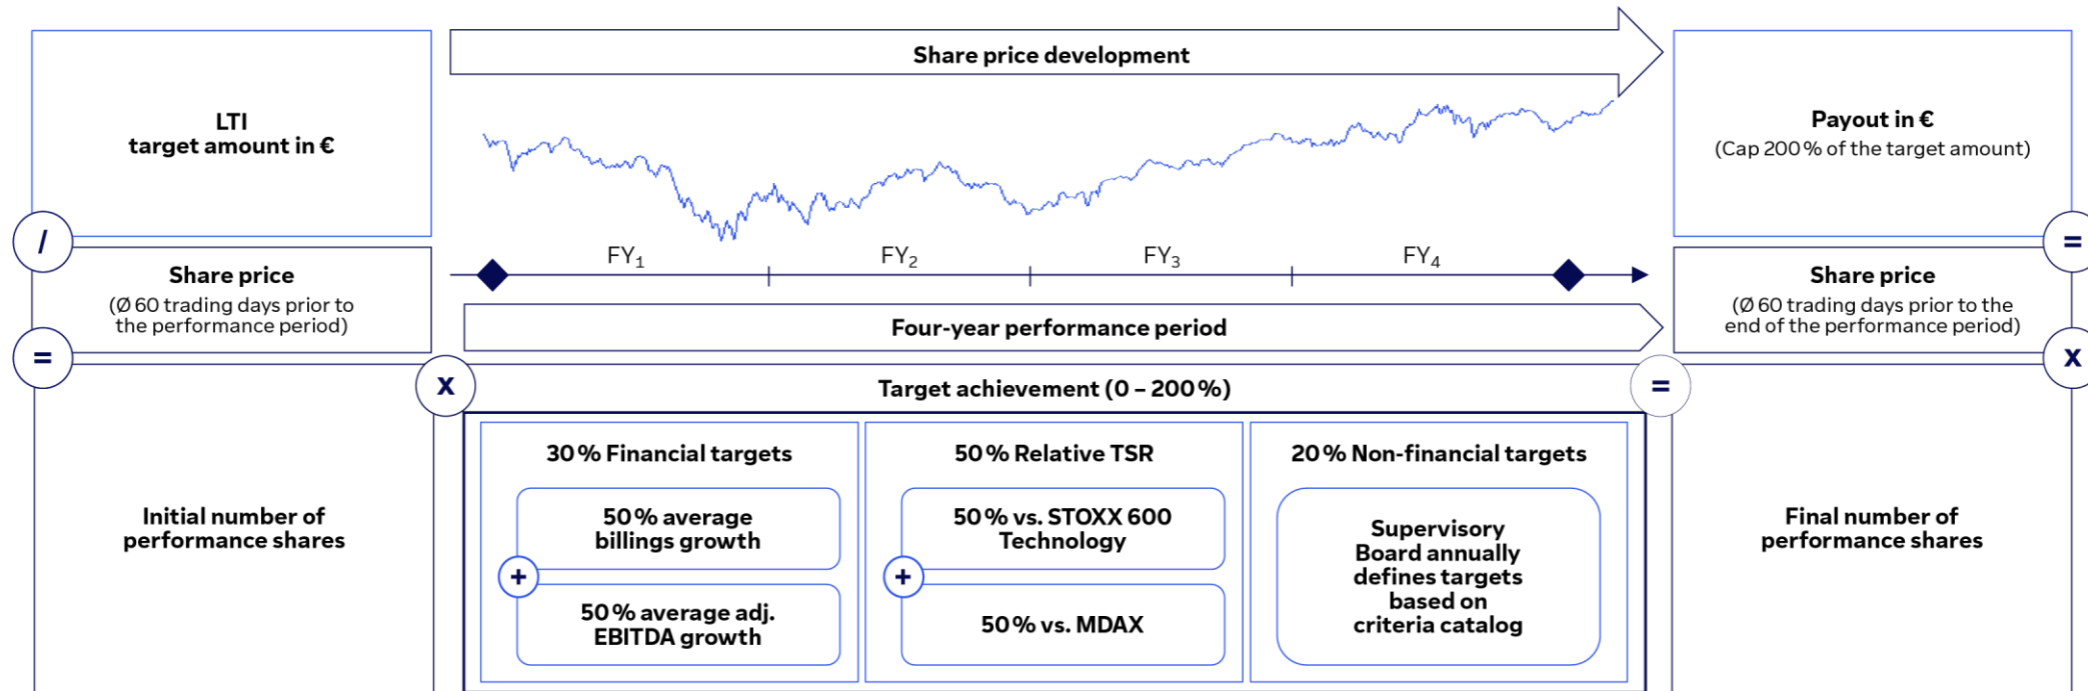 LTI
target amount in €
/
Share price
(Ø 60 trading days prior to
the performance period)
=
Initial number of
performance shares
Share price development
FY1
FY2
FY3
FY4
Four-year performance period
x
Target achievement (0 – 200 %)
=
30 % Financial targets
50 % average
billings growth
+
50 % average adj.
EBITDA growth
50 % Relative TSR
50 % vs. STOXX 600
Technology
+
50 % vs. MDAX
20 % Non-financial targets
Supervisory
Board annually
defines targets
based on
criteria catalog
Payout in €
(Cap 200 % of the target amount)
=
Share price
(Ø 60 trading days prior to the
end of the performance period)
x
Final number of
performance shares